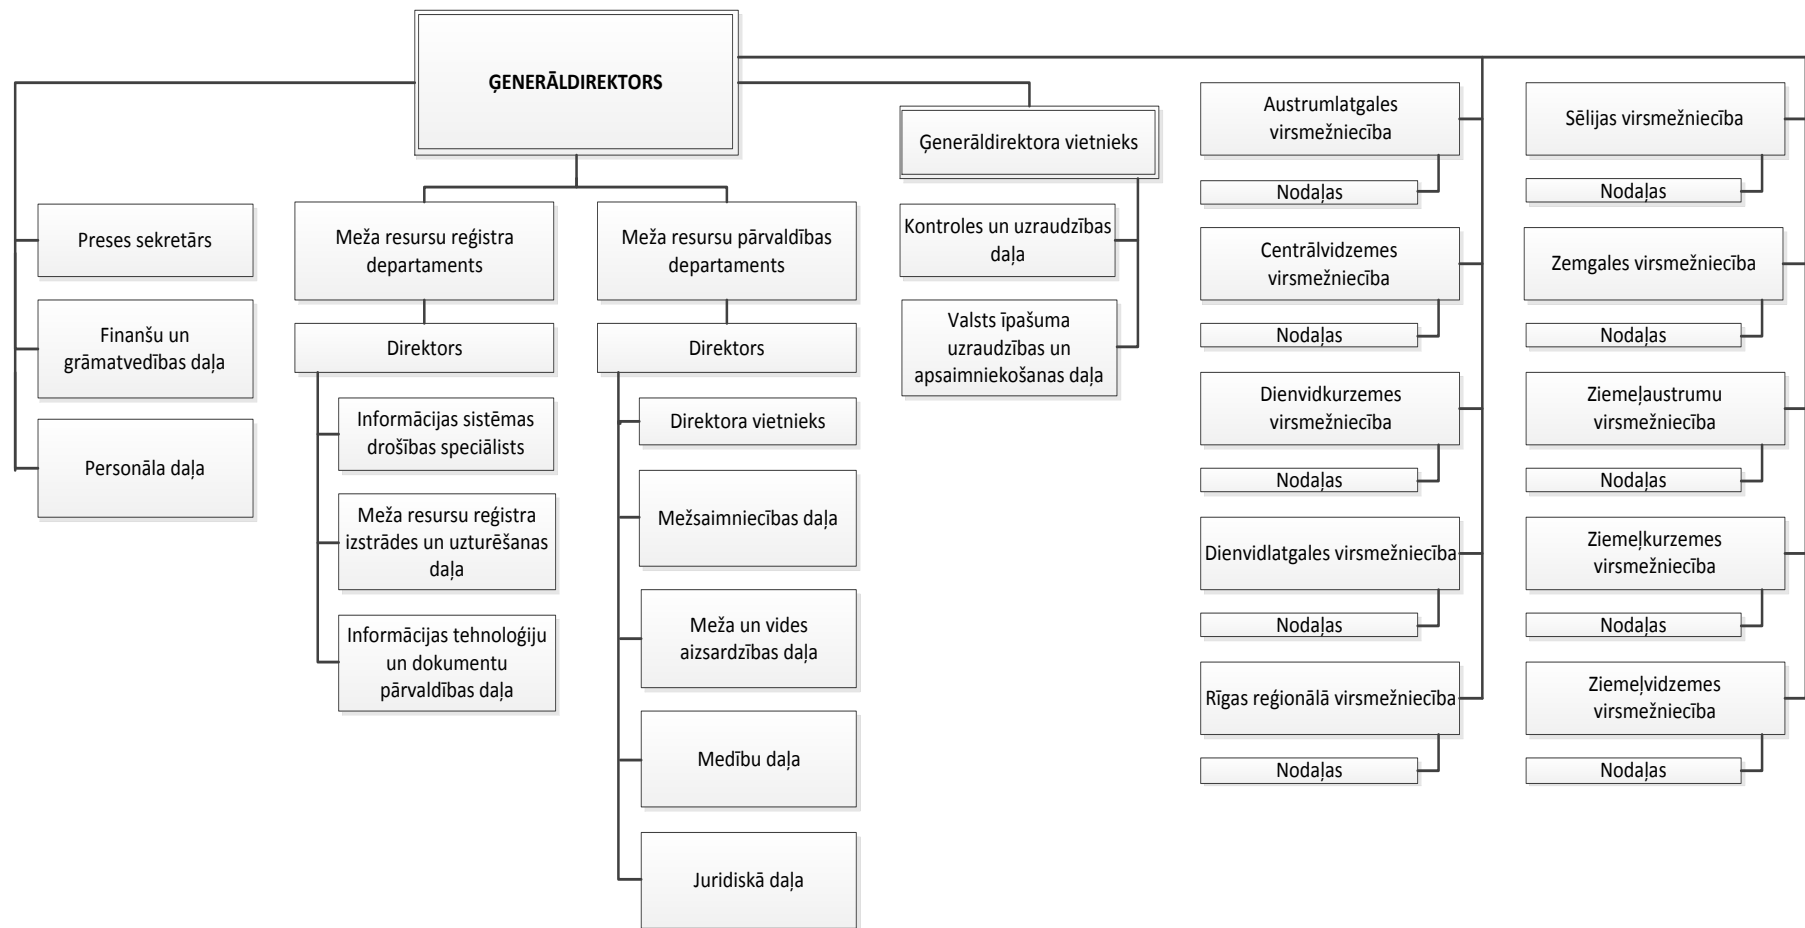 ĢENERĀLDIREKTORS
Preses sekretārs
Finanšu un
grāmatvedības daļa
Personāla daļa
Meža resursu reģistra
departaments
Direktors
Informācijas sistēmas
drošības speciālists
Meža resursu reģistra
izstrādes un uzturēšanas
daļa
Informācijas tehnoloģiju
un dokumentu
pārvaldības daļa
Meža resursu pārvaldības
departaments
Direktors
Direktora vietnieks
Mežsaimniecības daļa
Meža un vides
aizsardzības daļa
Medību daļa
Juridiskā daļa
Ģenerāldirektora vietnieks
Kontroles un uzraudzības
daļa
Valsts īpašuma
uzraudzības un
apsaimniekošanas daļa
Austrumlatgales
virsmežniecība
Nodaļas
Centrālvidzemes
virsmežniecība
Nodaļas
Dienvidkurzemes
virsmežniecība
Nodaļas
Dienvidlatgales virsmežniecība
Nodaļas
Rīgas reģionālā virsmežniecība
Nodaļas
Sēlijas virsmežniecība
Nodaļas
Zemgales virsmežniecība
Nodaļas
Ziemeļaustrumu
virsmežniecība
Nodaļas
Ziemeļkurzemes
virsmežniecība
Nodaļas
Ziemeļvidzemes
virsmežniecība
Nodaļas